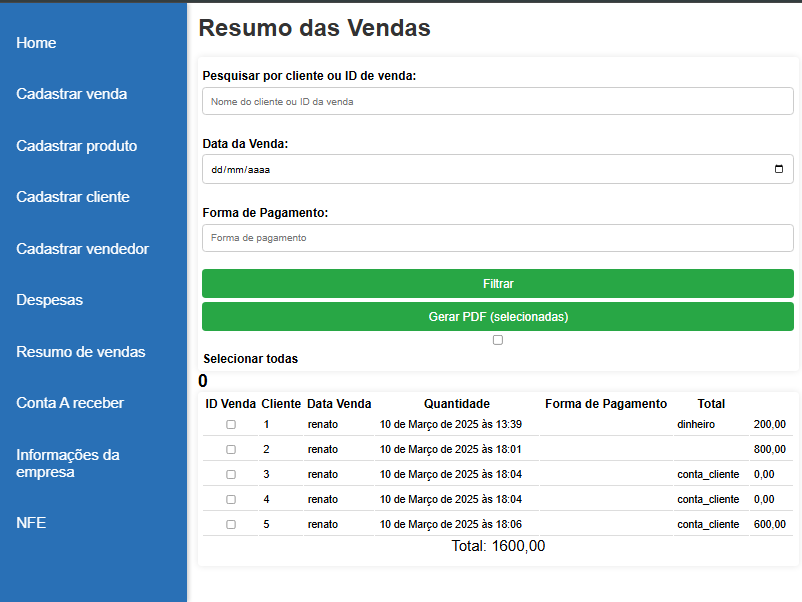 Home
Cadastrar venda
Cadastrar produto
Cadastrar cliente
Cadastrar vendedor
Despesas
Resumo de vendas
Conta A receber
Informações da
empresa
NFE
Resumo das Vendas
Pesquisar por cliente ou ID de venda:
Nome do cliente ou ID da venda
Data da Venda:
dd/mm/aaaa
Forma de Pagamento:
Forma de pagamento
Filtrar
Gerar PDF (selecionadas)
Selecionar todas
0
ID Venda Cliente Data Venda Quantidade Forma de Pagamento Total
1 renato 10 de Março de 2025 às 13:39 dinheiro 200,00
2 renato 10 de Março de 2025 às 18:01 800,00
3 renato 10 de Março de 2025 às 18:04 conta_cliente 0,00
4 renato 10 de Março de 2025 às 18:04 conta_cliente 0,00
5 renato 10 de Março de 2025 às 18:06 conta_cliente 600,00
Total: 1600,00